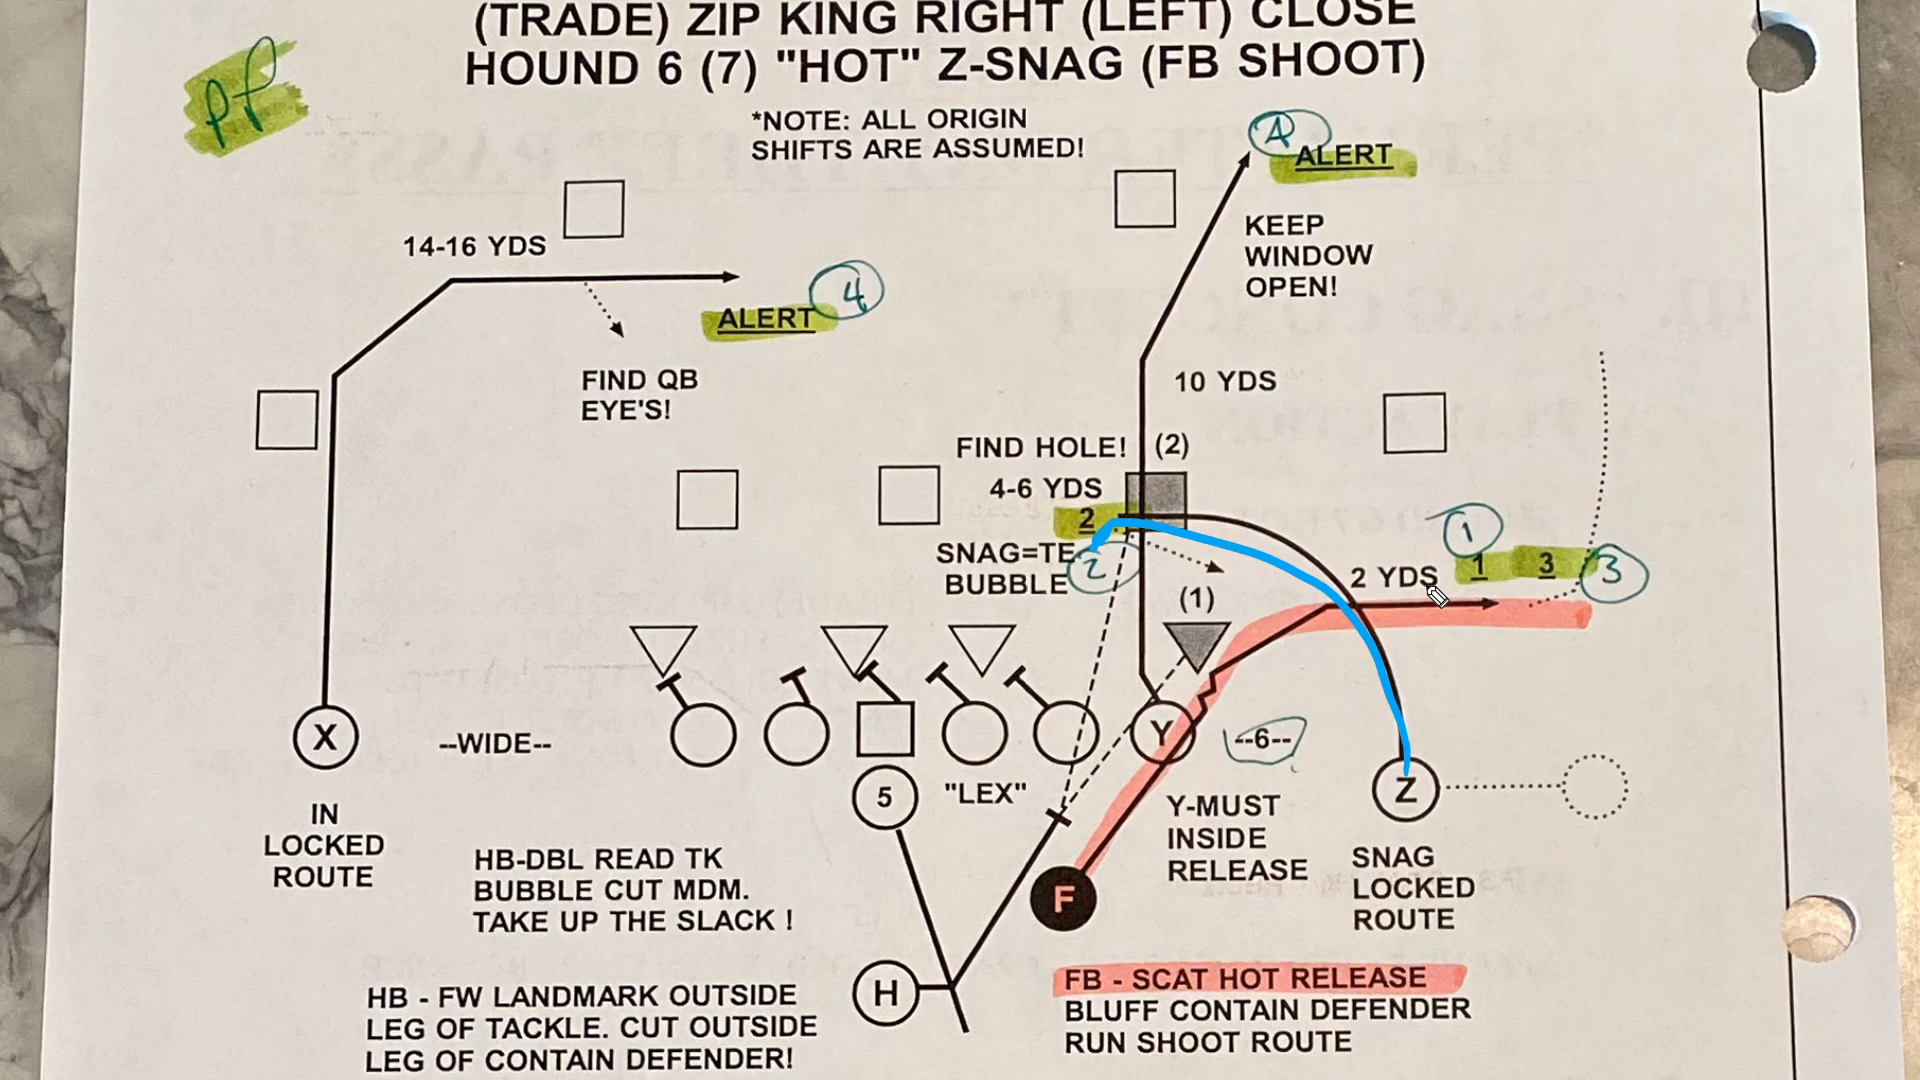 (TRADE) ZIP KING RIGHT (LEFT) CLOSE
HOUND 6 (7) "HOT" Z-SNAG (FB SHOOT)
PP
*NOTE: ALL ORIGIN
SHIFTS ARE ASSUMED!
A
ALERT
14-16 YDS
KEEP
WINDOW
OPEN!
4
ALERT
FIND QB
EYE'S!
10 YDS
FIND HOLE! (2)
4-6 YDS
2
SNAG=TE
BUBBLE
2
1
1 3
3
2 YDS
(1)
X
--WIDE--
Y
--6--
5
"LEX"
Z
IN
LOCKED
ROUTE
Y-MUST
INSIDE
RELEASE
SNAG
LOCKED
ROUTE
HB-DBL READ TK
BUBBLE CUT MDM.
TAKE UP THE SLACK !
F
H
HB - FW LANDMARK OUTSIDE
LEG OF TACKLE. CUT OUTSIDE
LEG OF CONTAIN DEFENDER!
FB - SCAT HOT RELEASE
BLUFF CONTAIN DEFENDER
RUN SHOOT ROUTE